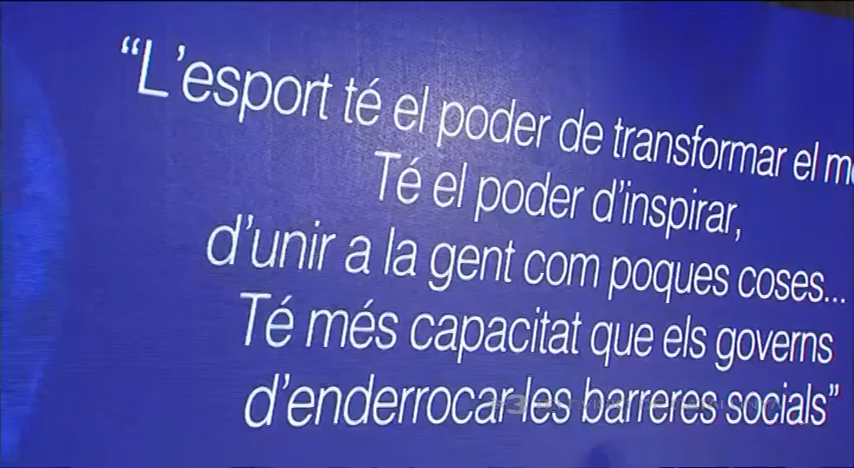 “L’esport té el poder de transformar el
Té el poder d’inspirar,
d’unir a la gent com poques coses...
Té més capacitat que els governs
d’enderrocar les barreres socials”